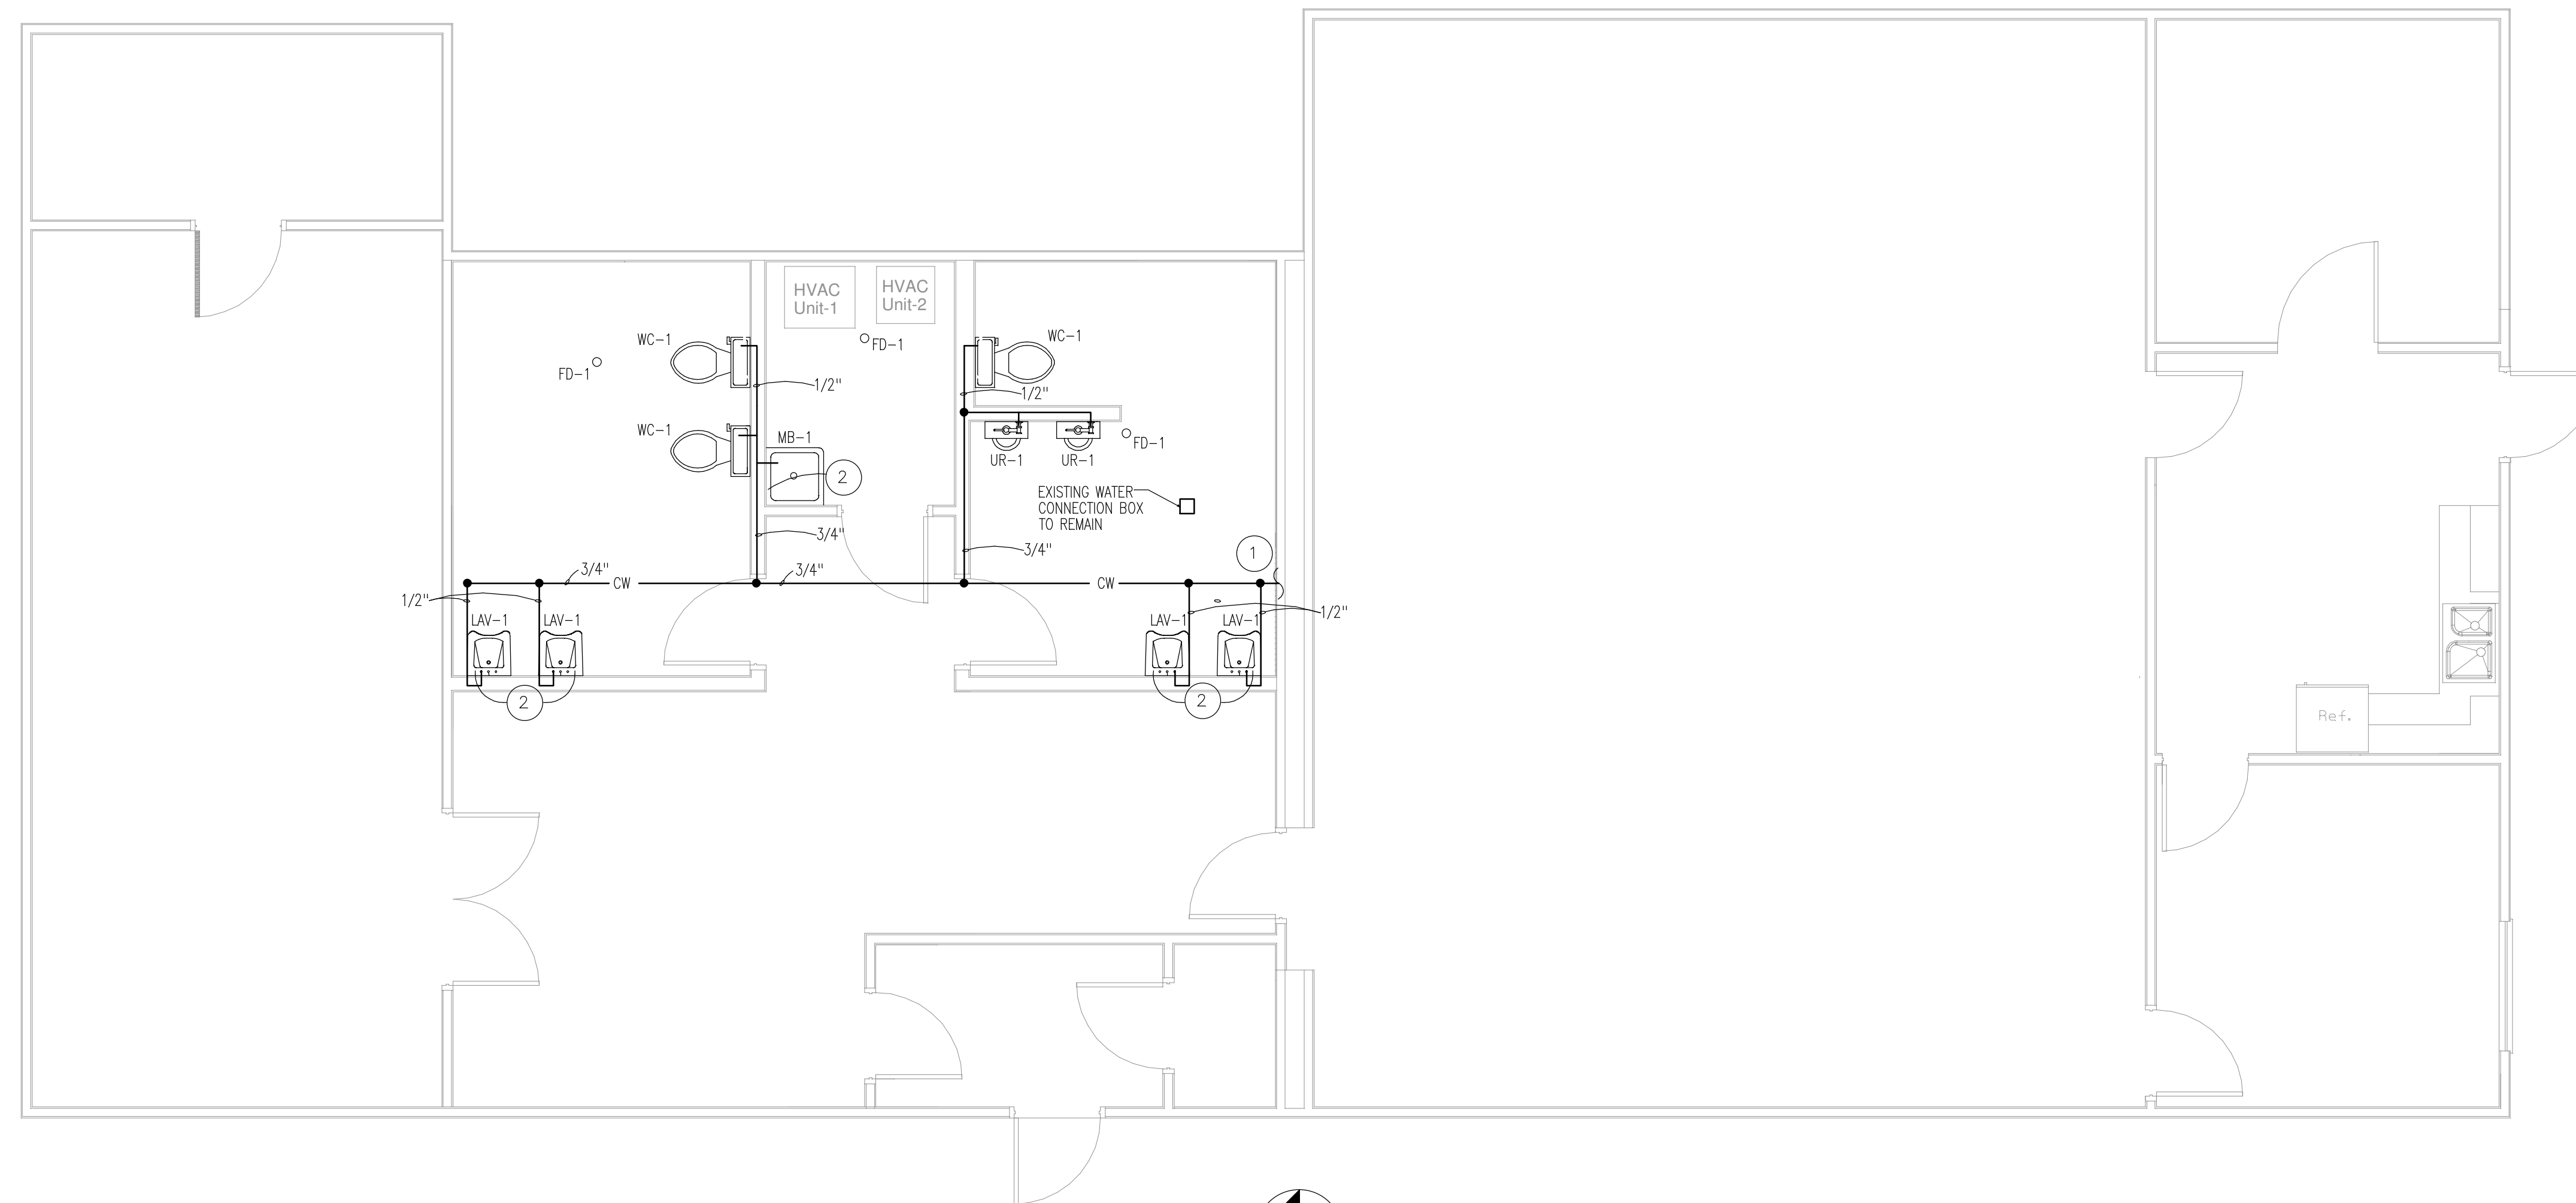 HVAC
Unit-1
HVAC
Unit-2
WC-1
FD-1
WC-1
FD-1
1/2"
1/2"
WC-1
MB-1
2
UR-1
UR-1
FD-1
EXISTING WATER
CONNECTION BOX
TO REMAIN
3/4"
3/4"
1
3/4"
CW
3/4"
CW
1/2"
1/2"
LAV-1
LAV-1
LAV-1
LAV-1
2
2
Ref.